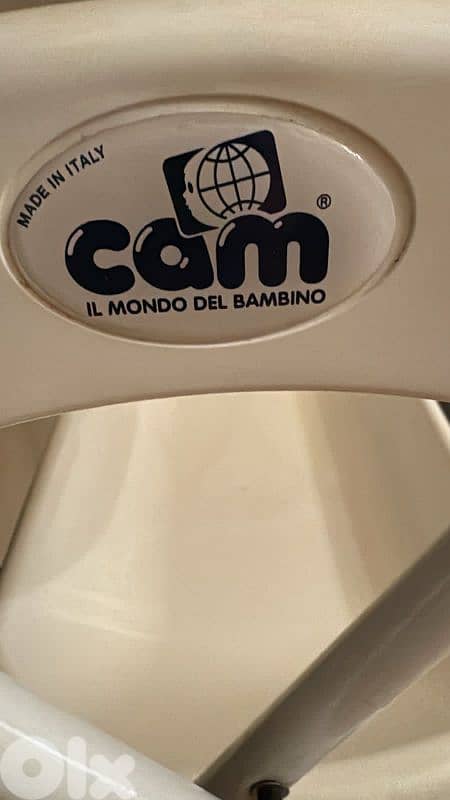 MADE IN ITALY
cam®
IL MONDO DEL BAMBINO
Olx